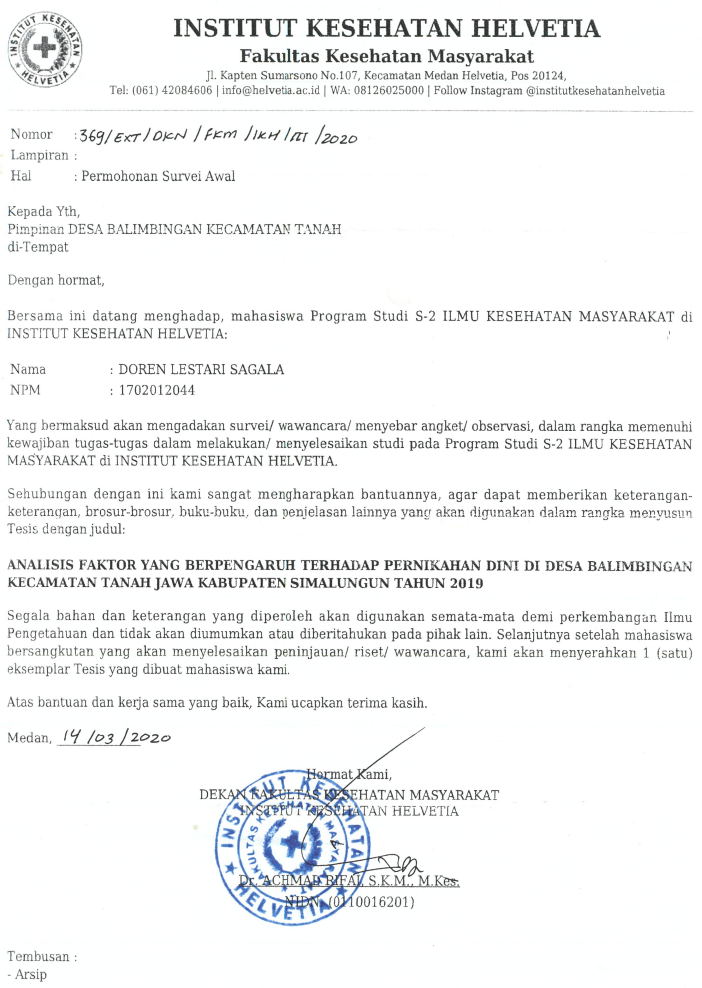 INSTITUT KESEHATAN HELVETIA
INSTITUT KESEHATAN HELVETIA
Fakultas Kesehatan Masyarakat
Jl. Kapten Sumarsono No.107, Kecamatan Medan Helvetia, Pos 20124,
Tel: (061) 42084606 | info@helvetia.ac.id | WA: 08126025000 | Follow Instagram @institutkesehatanhelvetia
Nomor : 369/EXT/DKN/FKM/IKH/III/2020
Lampiran :
Hal : Permohonan Survei Awal
Kepada Yth,
Pimpinan DESA BALIMBINGAN KECAMATAN TANAH
di-Tempat
Dengan hormat,
Bersama ini datang menghadap, mahasiswa Program Studi S-2 ILMU KESEHATAN MASYARAKAT di
INSTITUT KESEHATAN HELVETIA:
Nama : DOREN LESTARI SAGALA
NPM : 1702012044
Yang bermaksud akan mengadakan survei/ wawancara/ menyebar angket/ observasi, dalam rangka memenuhi
kewajiban tugas-tugas dalam melakukan/ menyelesaikan studi pada Program Studi S-2 ILMU KESEHATAN
MASYARAKAT di INSTITUT KESEHATAN HELVETIA.
Sehubungan dengan ini kami sangat mengharapkan bantuannya, agar dapat memberikan keterangan-
keterangan, brosur-brosur, buku-buku, dan penjelasan lainnya yang akan digunakan dalam rangka menyusun
Tesis dengan judul:
ANALISIS FAKTOR YANG BERPENGARUH TERHADAP PERNIKAHAN DINI DI DESA BALIMBINGAN
KECAMATAN TANAH JAWA KABUPATEN SIMALUNGUN TAHUN 2019
Segala bahan dan keterangan yang diperoleh akan digunakan semata-mata demi perkembangan Ilmu
Pengetahuan dan tidak akan diumumkan atau diberitahukan pada pihak lain. Selanjutnya setelah mahasiswa
bersangkutan yang akan menyelesaikan peninjauan/ riset/ wawancara, kami akan menyerahkan 1 (satu)
eksemplar Tesis yang dibuat mahasiswa kami.
Atas bantuan dan kerja sama yang baik, Kami ucapkan terima kasih.
Medan, 14/03/2020
Hormat Kami,
DEKAN FAKULTAS KESEHATAN MASYARAKAT
INSTITUT KESEHATAN HELVETIA
INSTITUT KESEHATAN HELVETIA
FAKULTAS KESEHATAN MASYARAKAT
Dr. ACHMAD RIFAI, S.K.M., M.Kes.
NIDN. (0110016201)
Tembusan :
- Arsip